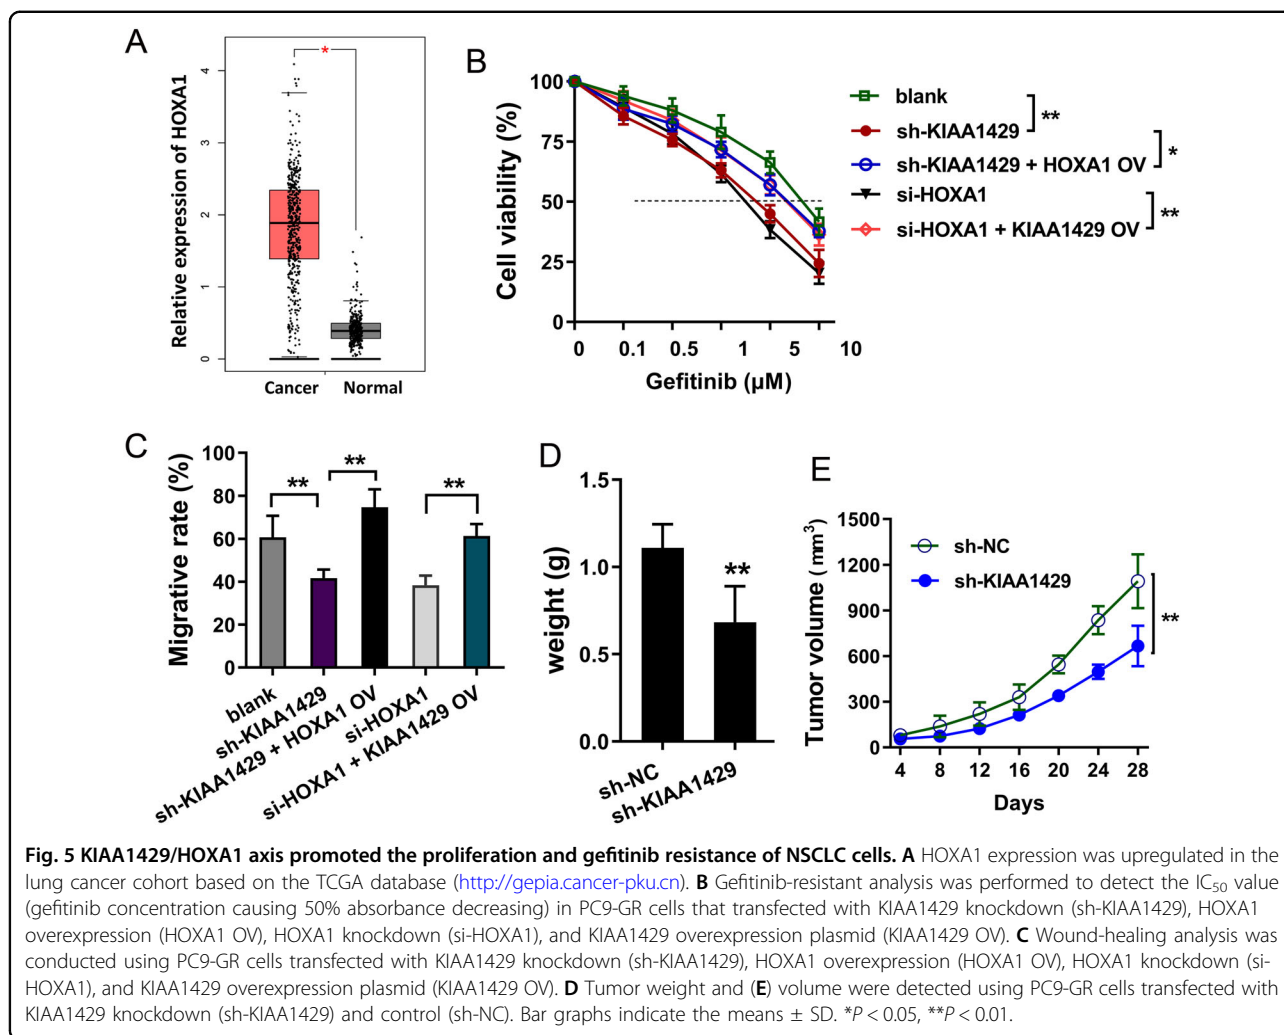 A
*
Relative expression of HOXA1
4
3
2
1
0
Cancer Normal
B
Cell viability (%)
100
75
50
25
0
0 0.1 0.5 1 5 10
Gefitinib (μM)
blank
sh-KIAA1429
sh-KIAA1429 + HOXA1 OV
si-HOXA1
si-HOXA1 + KIAA1429 OV
**
*
**
C
Migrative rate (%)
100
80
60
40
20
0
** ** **
blank
sh-KIAA1429
sh-KIAA1429 + HOXA1 OV
si-HOXA1
si-HOXA1 + KIAA1429 OV
D
weight (g)
1.5
1.0
0.5
0.0
**
sh-NC
sh-KIAA1429
E
Tumor volume (mm³)
1500
1200
900
600
300
0
sh-NC
sh-KIAA1429
**
4 8 12 16 20 24 28
Days
Fig. 5 KIAA1429/HOXA1 axis promoted the proliferation and gefitinib resistance of NSCLC cells. A HOXA1 expression was upregulated in the
lung cancer cohort based on the TCGA database (http://gepia.cancer-pku.cn). B Gefitinib-resistant analysis was performed to detect the IC₅₀ value
(gefitinib concentration causing 50% absorbance decreasing) in PC9-GR cells that transfected with KIAA1429 knockdown (sh-KIAA1429), HOXA1
overexpression (HOXA1 OV), HOXA1 knockdown (si-HOXA1), and KIAA1429 overexpression plasmid (KIAA1429 OV). C Wound-healing analysis was
conducted using PC9-GR cells transfected with KIAA1429 knockdown (sh-KIAA1429), HOXA1 overexpression (HOXA1 OV), HOXA1 knockdown (si-
HOXA1), and KIAA1429 overexpression plasmid (KIAA1429 OV). D Tumor weight and (E) volume were detected using PC9-GR cells transfected with
KIAA1429 knockdown (sh-KIAA1429) and control (sh-NC). Bar graphs indicate the means ± SD. *P < 0.05, **P < 0.01.